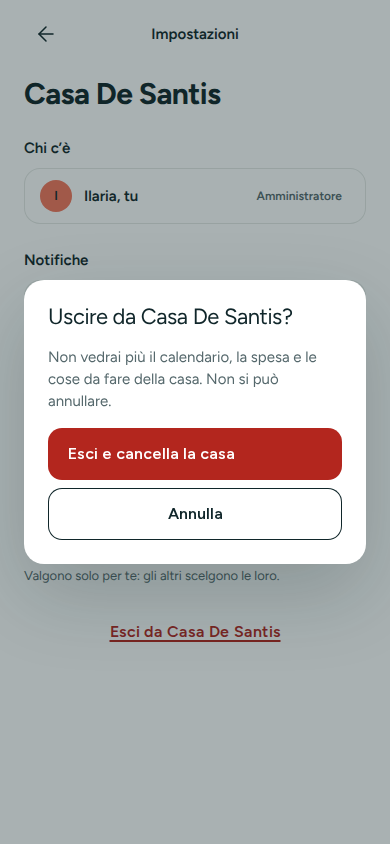 Impostazioni
Casa De Santis
Chi c’è
I
Ilaria, tu
Amministratore
Notifiche
Uscire da Casa De Santis?
Non vedrai più il calendario, la spesa e le
cose da fare della casa. Non si può
annullare.
Esci e cancella la casa
Annulla
Valgono solo per te: gli altri scelgono le loro.
Esci da Casa De Santis